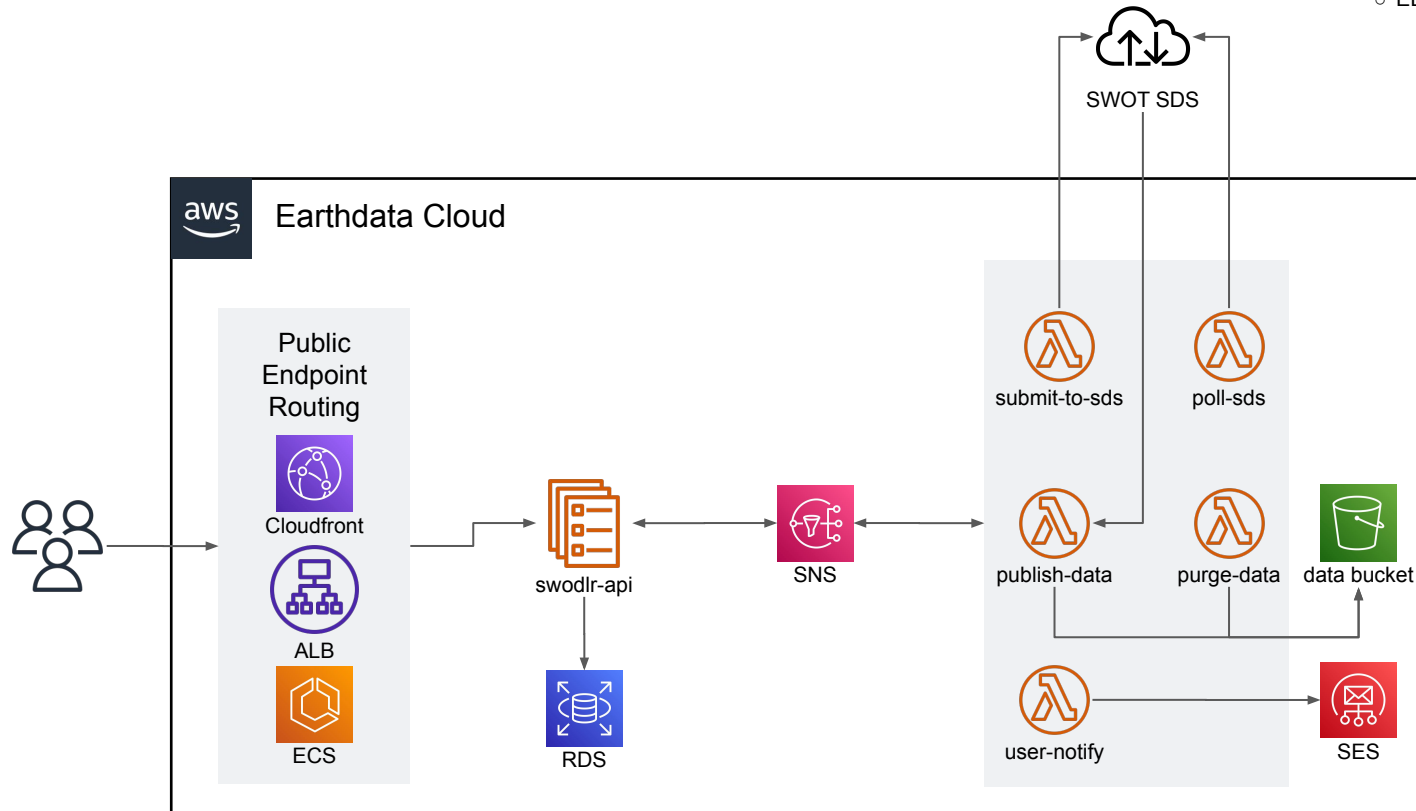 SWOT SDS
aws
Earthdata Cloud
Public
Endpoint
Routing
Cloudfront
ALB
ECS
swodlr-api
RDS
SNS
submit-to-sds
poll-sds
publish-data
purge-data
data bucket
user-notify
SES